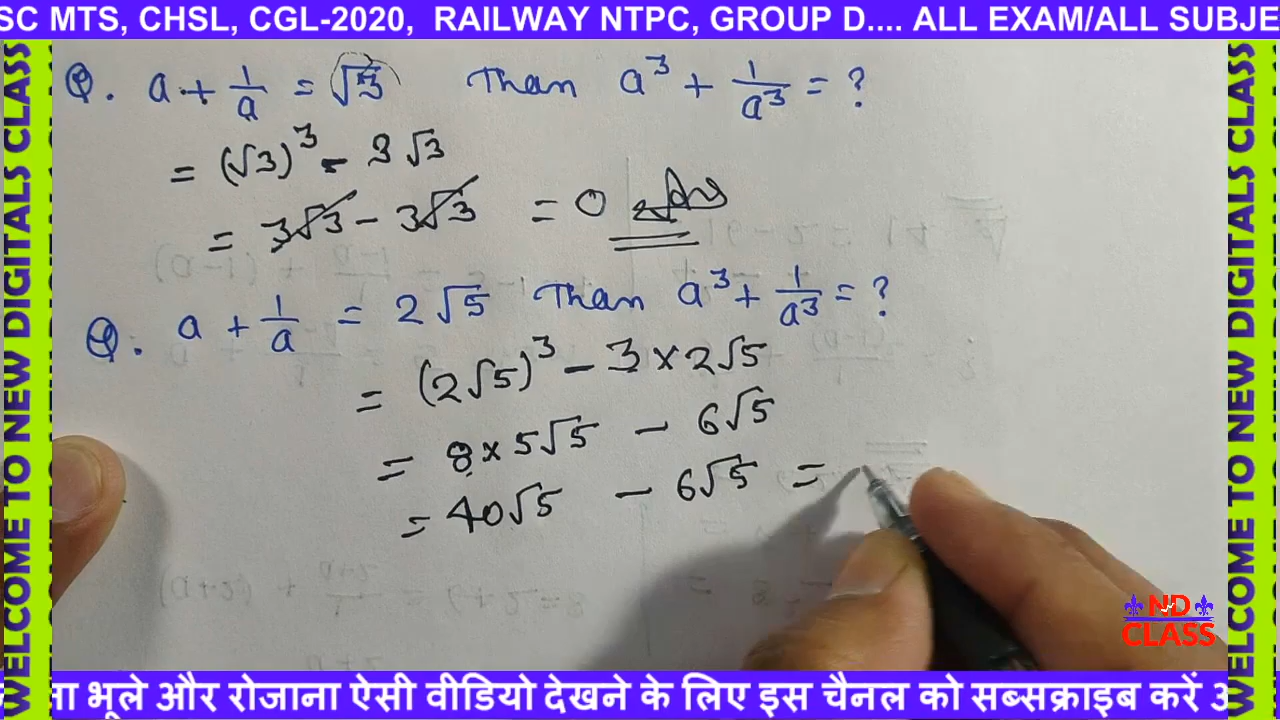 SC MTS, CHSL, CGL-2020, RAILWAY NTPC, GROUP D.... ALL EXAM/ALL SUBJE
WELCOME TO NEW DIGITALS CLASS
Q. a + 1/a = √3 Than a³ + 1/a³ = ?
= (√3)³ - 3√3
= 3√3 - 3√3 = 0 Ans
Q. a + 1/a = 2√5 Than a³ + 1/a³ = ?
= (2√5)³ - 3 × 2√5
= 8 × 5√5 - 6√5
= 40√5 - 6√5 =
ND
CLASS
WELCOME TO NEW DIGITALS CLASS
भूले और रोजाना ऐसी वीडियो देखने के लिए इस चैनल को सब्सक्राइब करें